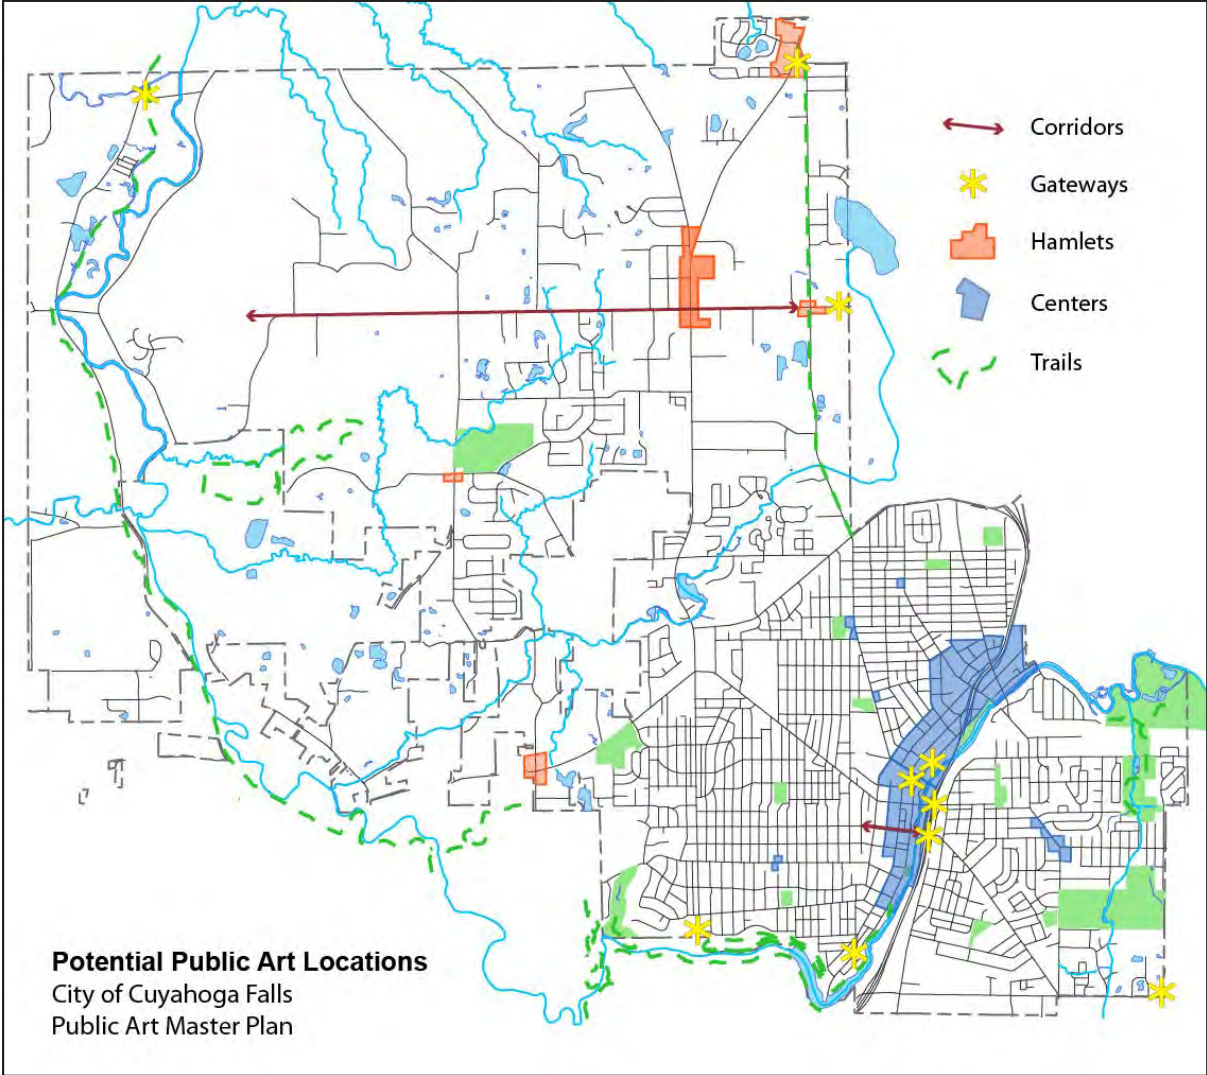 Corridors
Gateways
Hamlets
Centers
Trails
Potential Public Art Locations
City of Cuyahoga Falls
Public Art Master Plan